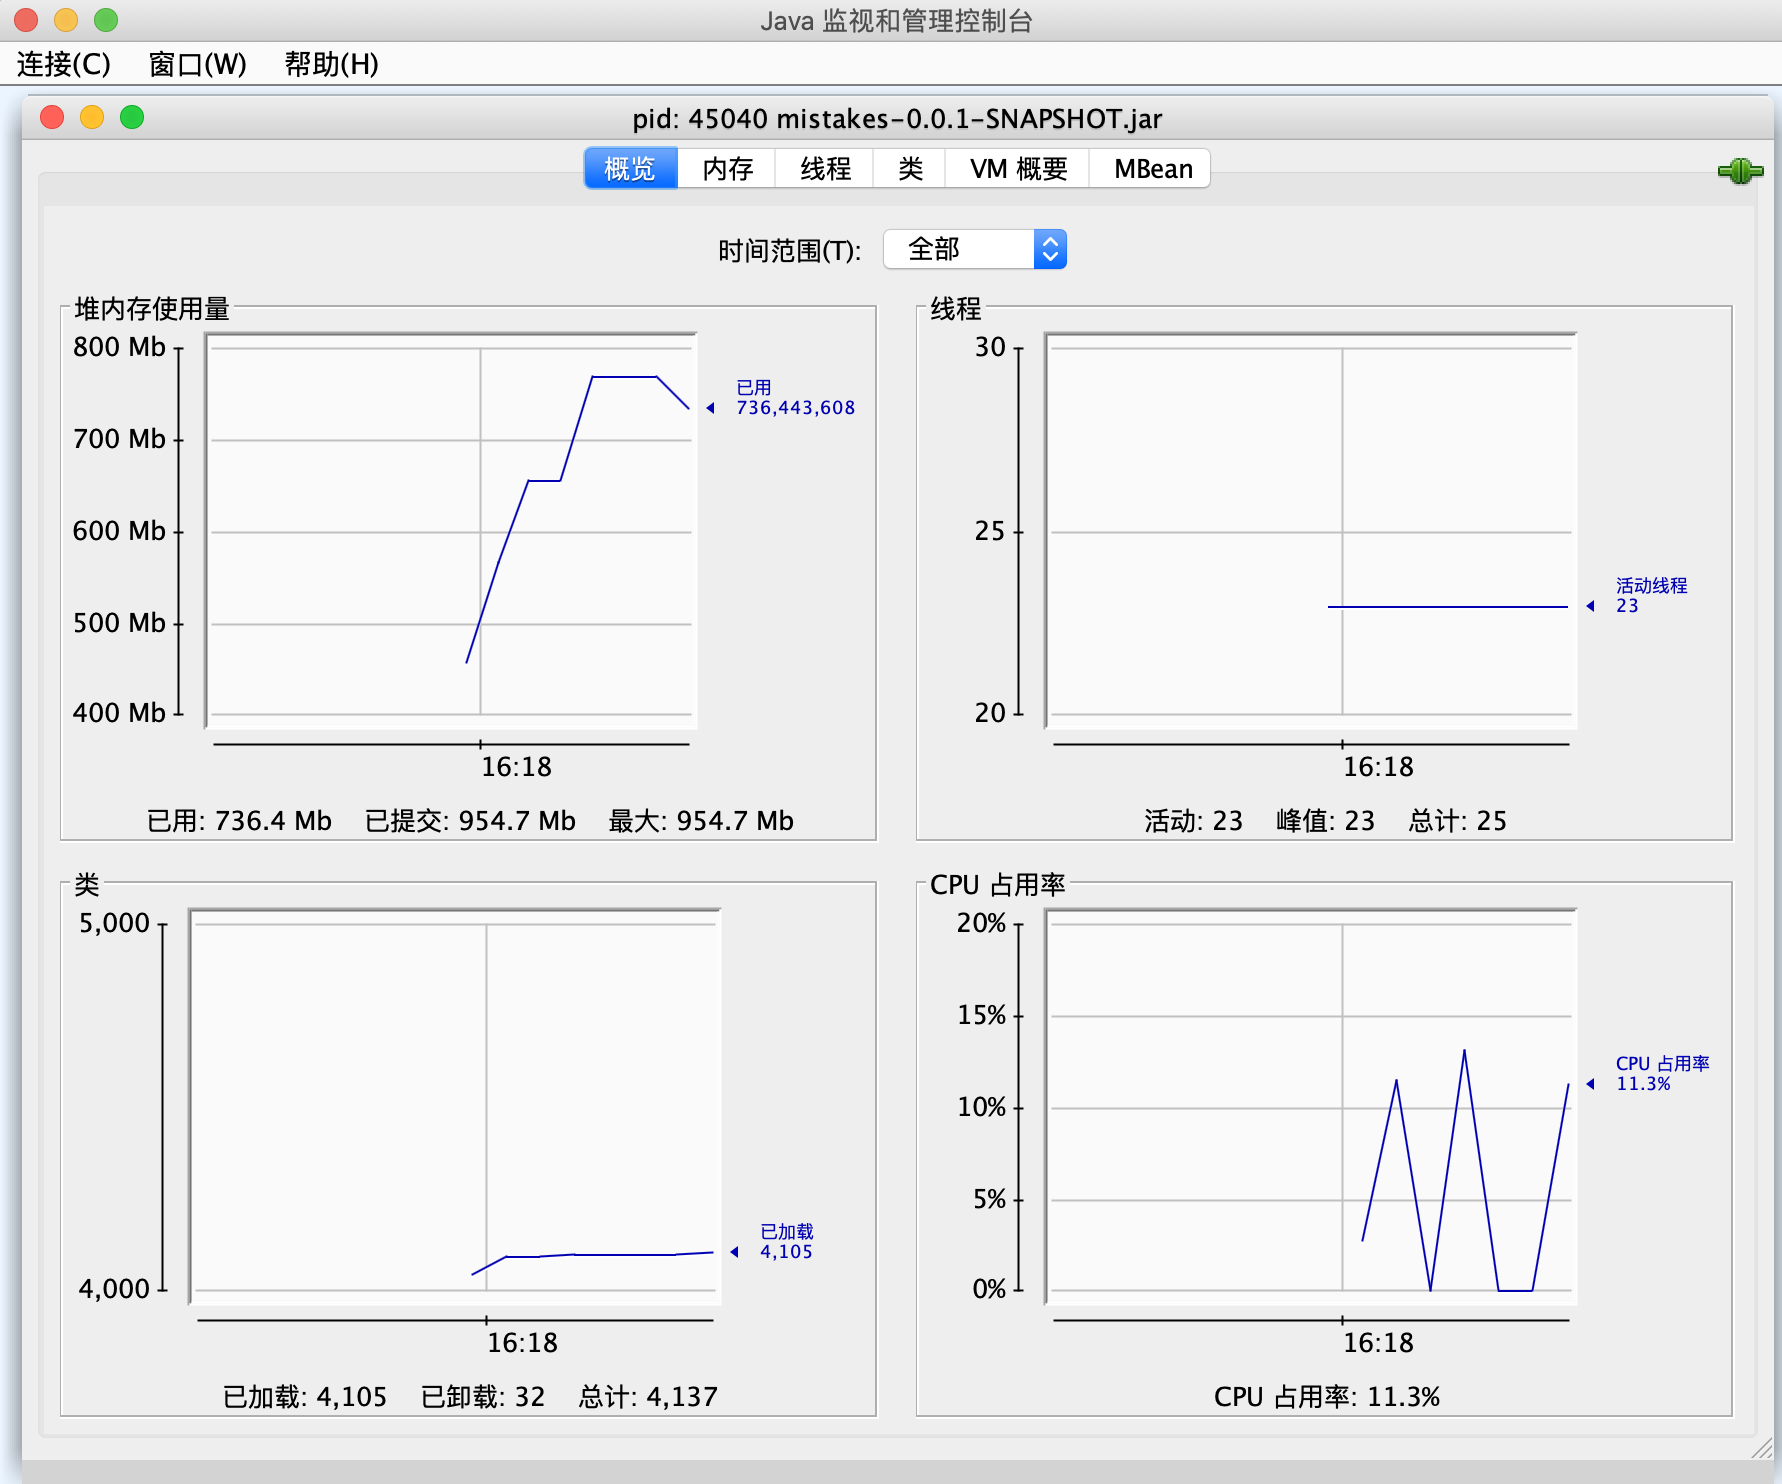 Java 监视和管理控制台
连接(C) 窗口(W) 帮助(H)
pid: 45040 mistakes-0.0.1-SNAPSHOT.jar
概览 内存 线程 类 VM 概要 MBean
时间范围(T): 全部
堆内存使用量
800 Mb
700 Mb
600 Mb
500 Mb
400 Mb
已用
736,443,608
16:18
已用: 736.4 Mb 已提交: 954.7 Mb 最大: 954.7 Mb
线程
30
25
20
活动线程
23
16:18
活动: 23 峰值: 23 总计: 25
类
5,000
4,000
已加载
4,105
16:18
已加载: 4,105 已卸载: 32 总计: 4,137
CPU 占用率
20%
15%
10%
5%
0%
CPU 占用率
11.3%
16:18
CPU 占用率: 11.3%